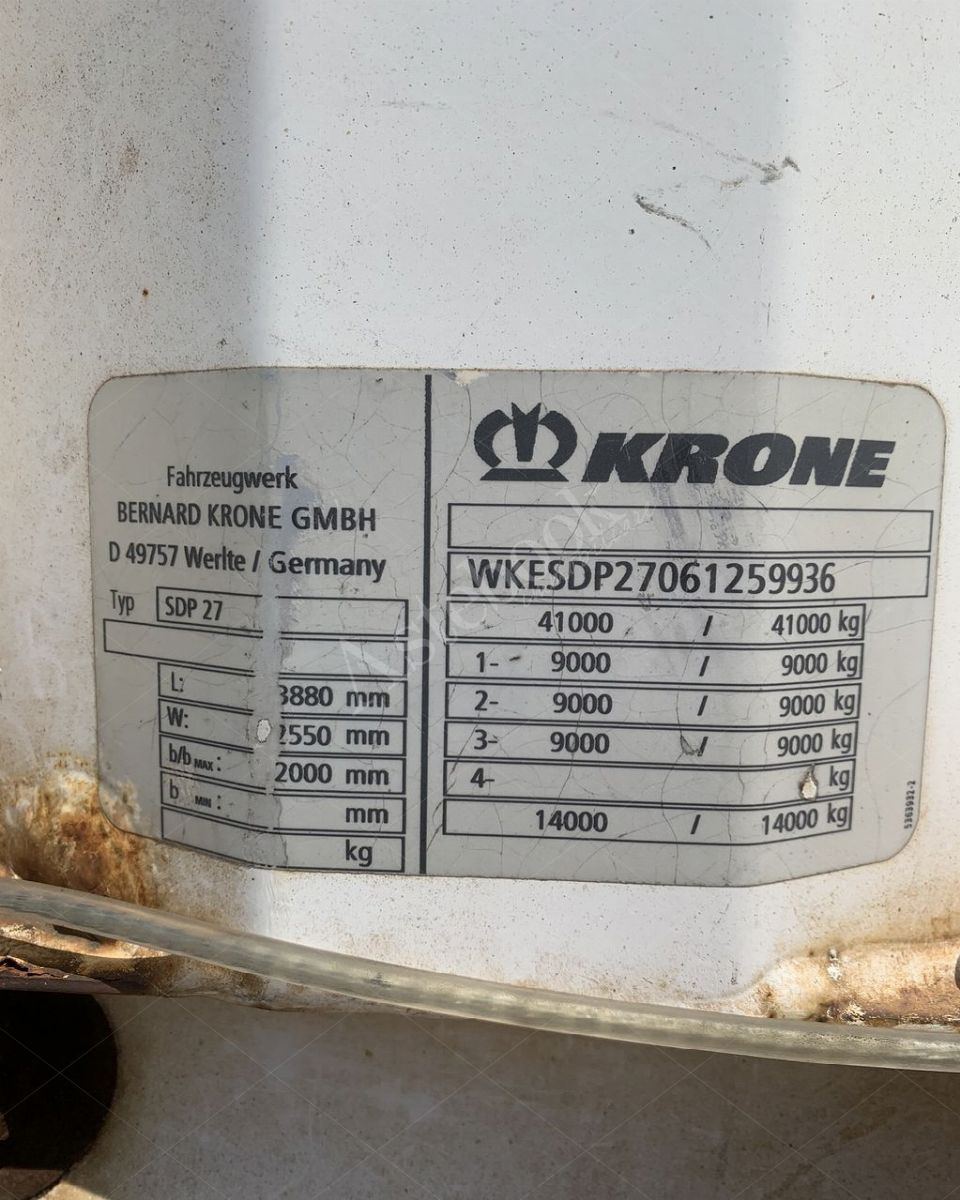 Fahrzeugwerk
BERNARD KRONE GMBH
D 49757 Werlte / Germany
Typ SDP 27
L: 3880 mm
W: 2550 mm
b/b MAX : 2000 mm
b MIN : mm
kg
KRONE
WKESDP27061259936
41000 / 41000 kg
1- 9000 / 9000 kg
2- 9000 / 9000 kg
3- 9000 / 9000 kg
4- kg
14000 / 14000 kg
5363932-2